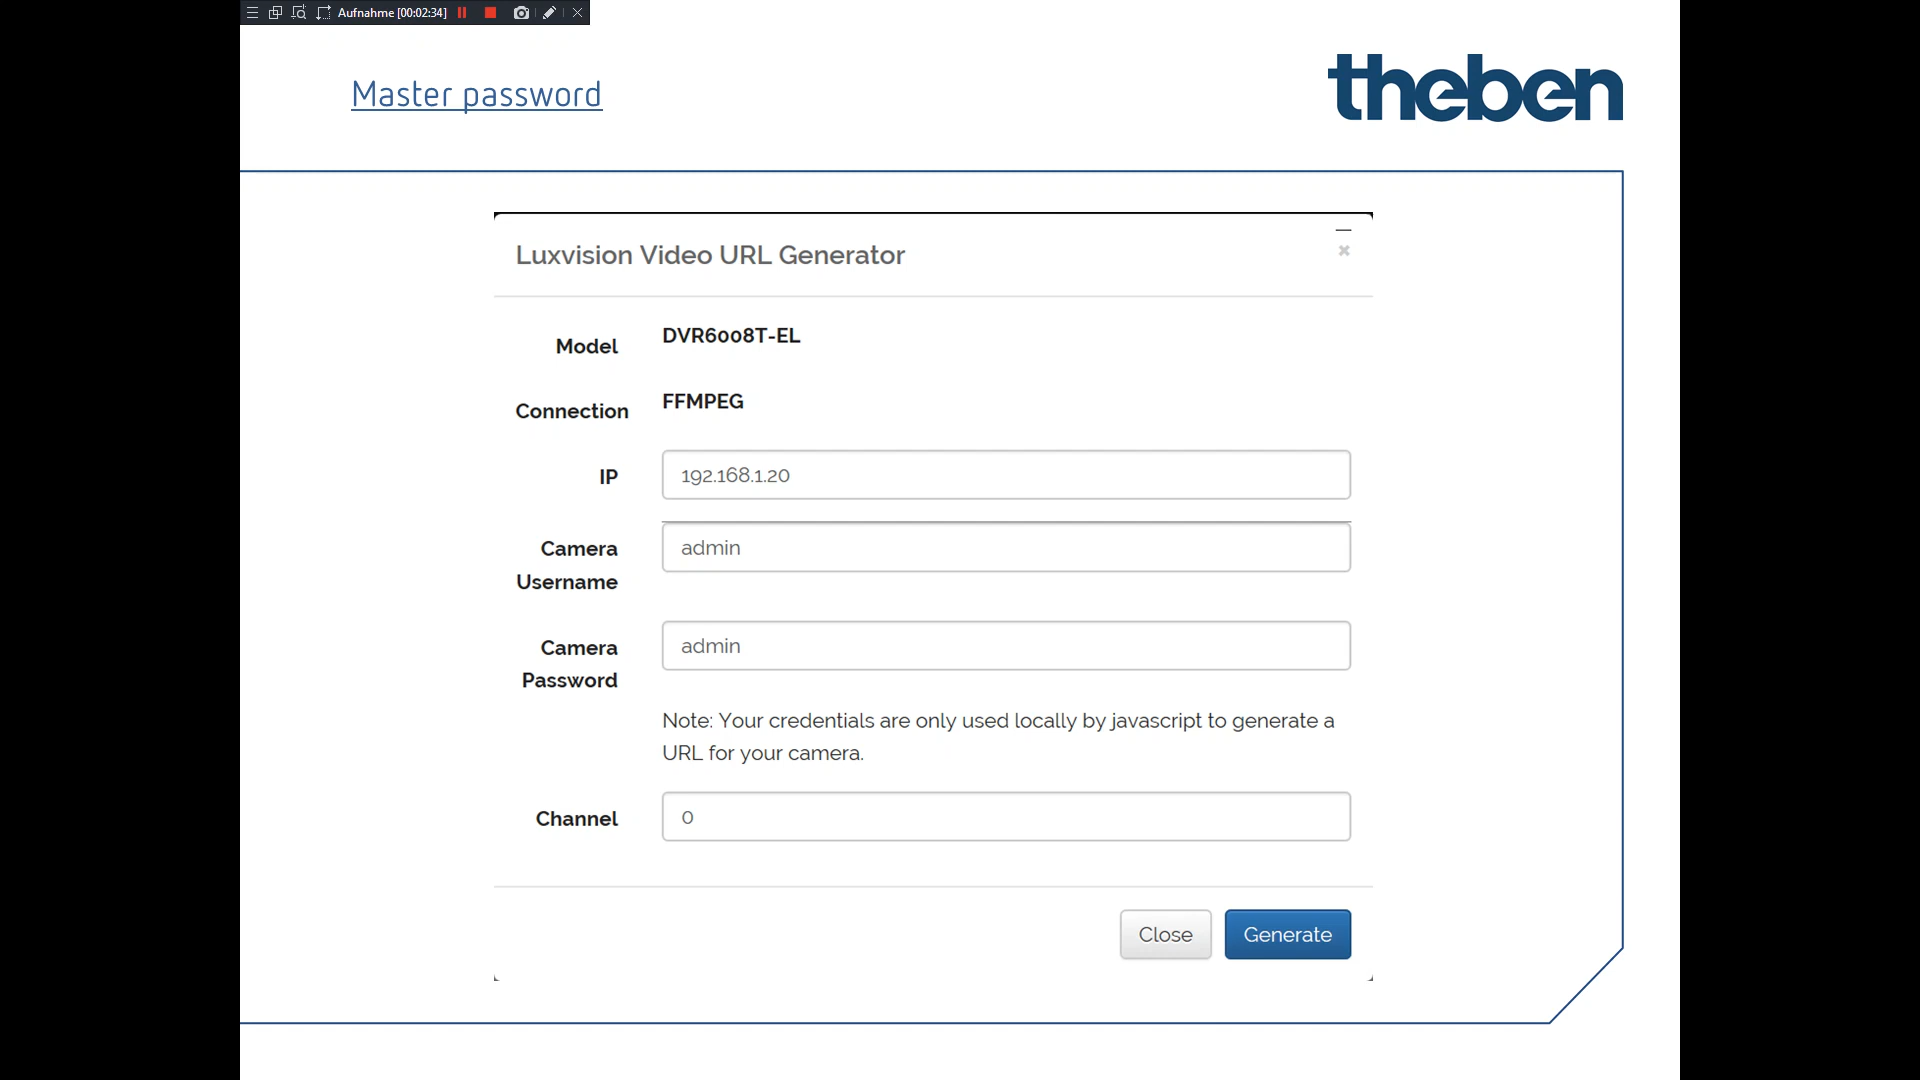 Aufnahme [00:02:34]
Master password
theben
Luxvision Video URL Generator
Model
DVR6008T-EL
Connection
FFMPEG
IP
192.168.1.20
Camera
Username
admin
Camera
Password
admin
Note: Your credentials are only used locally by javascript to generate a
URL for your camera.
Channel
0
Close
Generate